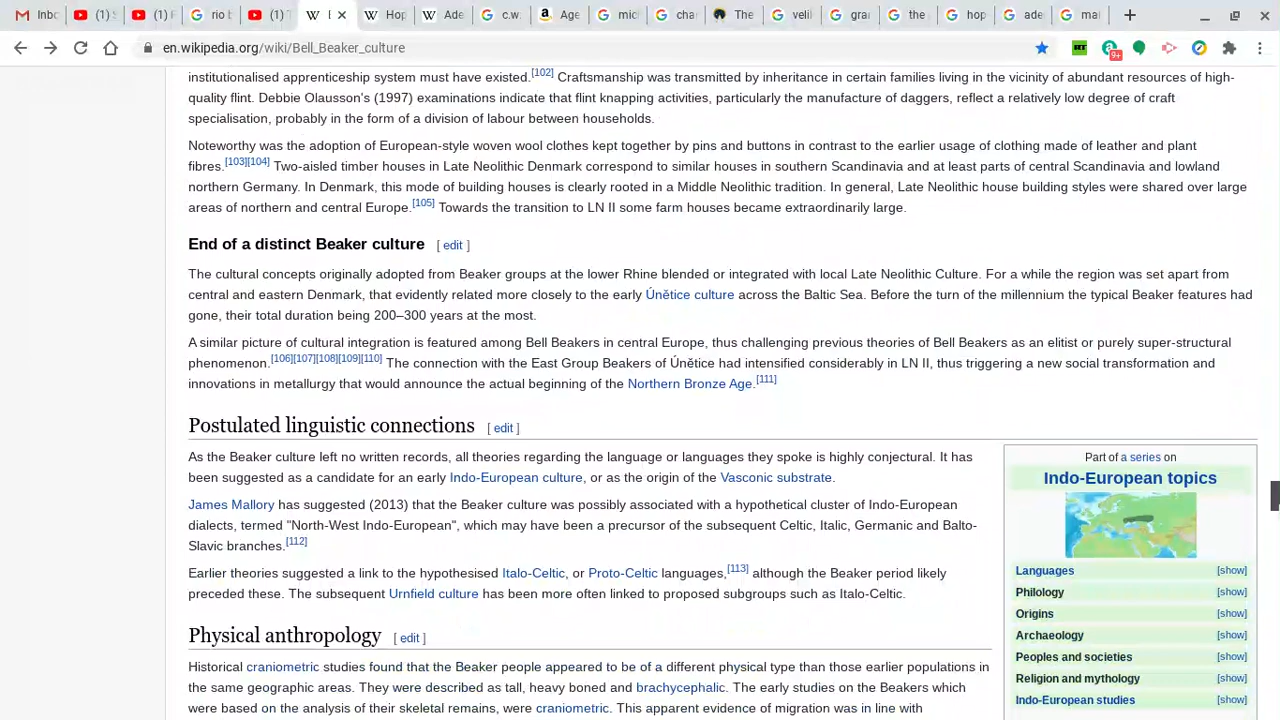 Inb
(1) S
(1) F
rio b
(1) T
E
Hop
Ade
c.w.
Age
mic
cha
The
veli
gra
the
hop
ade
ma
en.wikipedia.org/wiki/Bell_Beaker_culture
RT
9+
institutionalised apprenticeship system must have existed.[102] Craftsmanship was transmitted by inheritance in certain families living in the vicinity of abundant resources of high-
quality flint. Debbie Olausson's (1997) examinations indicate that flint knapping activities, particularly the manufacture of daggers, reflect a relatively low degree of craft
specialisation, probably in the form of a division of labour between households.
Noteworthy was the adoption of European-style woven wool clothes kept together by pins and buttons in contrast to the earlier usage of clothing made of leather and plant
fibres.[103][104] Two-aisled timber houses in Late Neolithic Denmark correspond to similar houses in southern Scandinavia and at least parts of central Scandinavia and lowland
northern Germany. In Denmark, this mode of building houses is clearly rooted in a Middle Neolithic tradition. In general, Late Neolithic house building styles were shared over large
areas of northern and central Europe.[105] Towards the transition to LN II some farm houses became extraordinarily large.
End of a distinct Beaker culture [ edit ]
The cultural concepts originally adopted from Beaker groups at the lower Rhine blended or integrated with local Late Neolithic Culture. For a while the region was set apart from
central and eastern Denmark, that evidently related more closely to the early Únětice culture across the Baltic Sea. Before the turn of the millennium the typical Beaker features had
gone, their total duration being 200–300 years at the most.
A similar picture of cultural integration is featured among Bell Beakers in central Europe, thus challenging previous theories of Bell Beakers as an elitist or purely super-structural
phenomenon.[106][107][108][109][110] The connection with the East Group Beakers of Únětice had intensified considerably in LN II, thus triggering a new social transformation and
innovations in metallurgy that would announce the actual beginning of the Northern Bronze Age.[111]
Postulated linguistic connections [ edit ]
As the Beaker culture left no written records, all theories regarding the language or languages they spoke is highly conjectural. It has
been suggested as a candidate for an early Indo-European culture, or as the origin of the Vasconic substrate.
James Mallory has suggested (2013) that the Beaker culture was possibly associated with a hypothetical cluster of Indo-European
dialects, termed "North-West Indo-European", which may have been a precursor of the subsequent Celtic, Italic, Germanic and Balto-
Slavic branches.[112]
Earlier theories suggested a link to the hypothesised Italo-Celtic, or Proto-Celtic languages,[113] although the Beaker period likely
preceded these. The subsequent Urnfield culture has been more often linked to proposed subgroups such as Italo-Celtic.
Physical anthropology [ edit ]
Historical craniometric studies found that the Beaker people appeared to be of a different physical type than those earlier populations in
the same geographic areas. They were described as tall, heavy boned and brachycephalic. The early studies on the Beakers which
were based on the analysis of their skeletal remains, were craniometric. This apparent evidence of migration was in line with
Part of a series on
Indo-European topics
Languages [show]
Philology [show]
Origins [show]
Archaeology [show]
Peoples and societies [show]
Religion and mythology [show]
Indo-European studies [show]